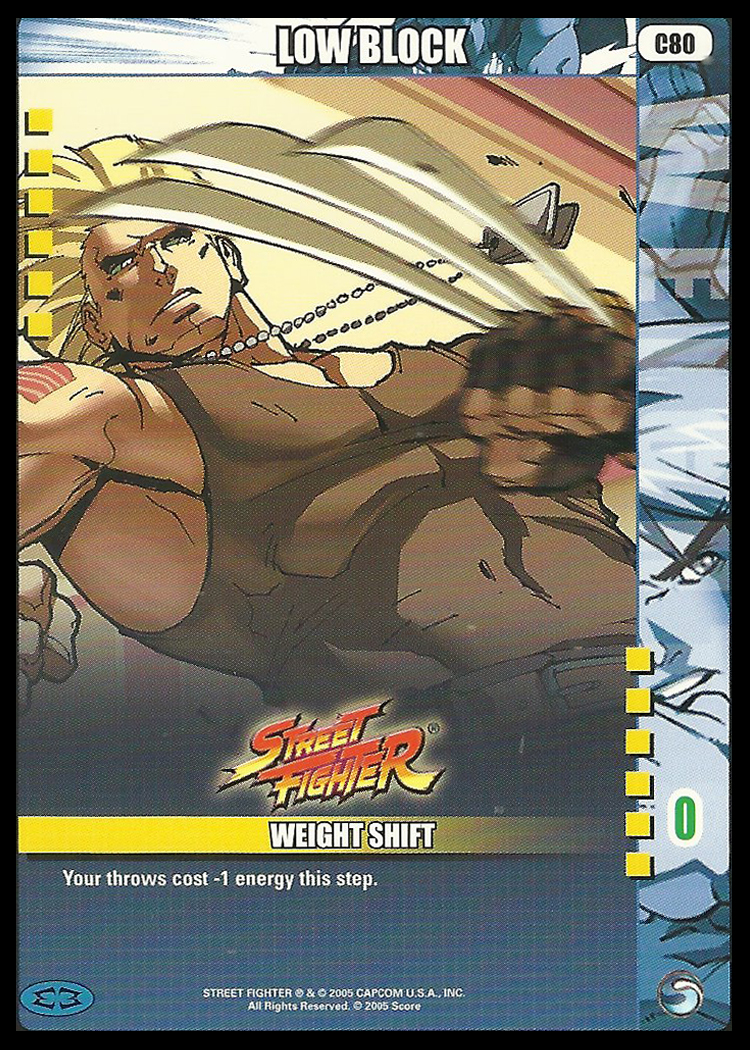 LOW BLOCK
C80
STREET
FIGHTER®
WEIGHT SHIFT
0
Your throws cost -1 energy this step.
STREET FIGHTER ® & © 2005 CAPCOM U.S.A., INC.
All Rights Reserved. © 2005 Score